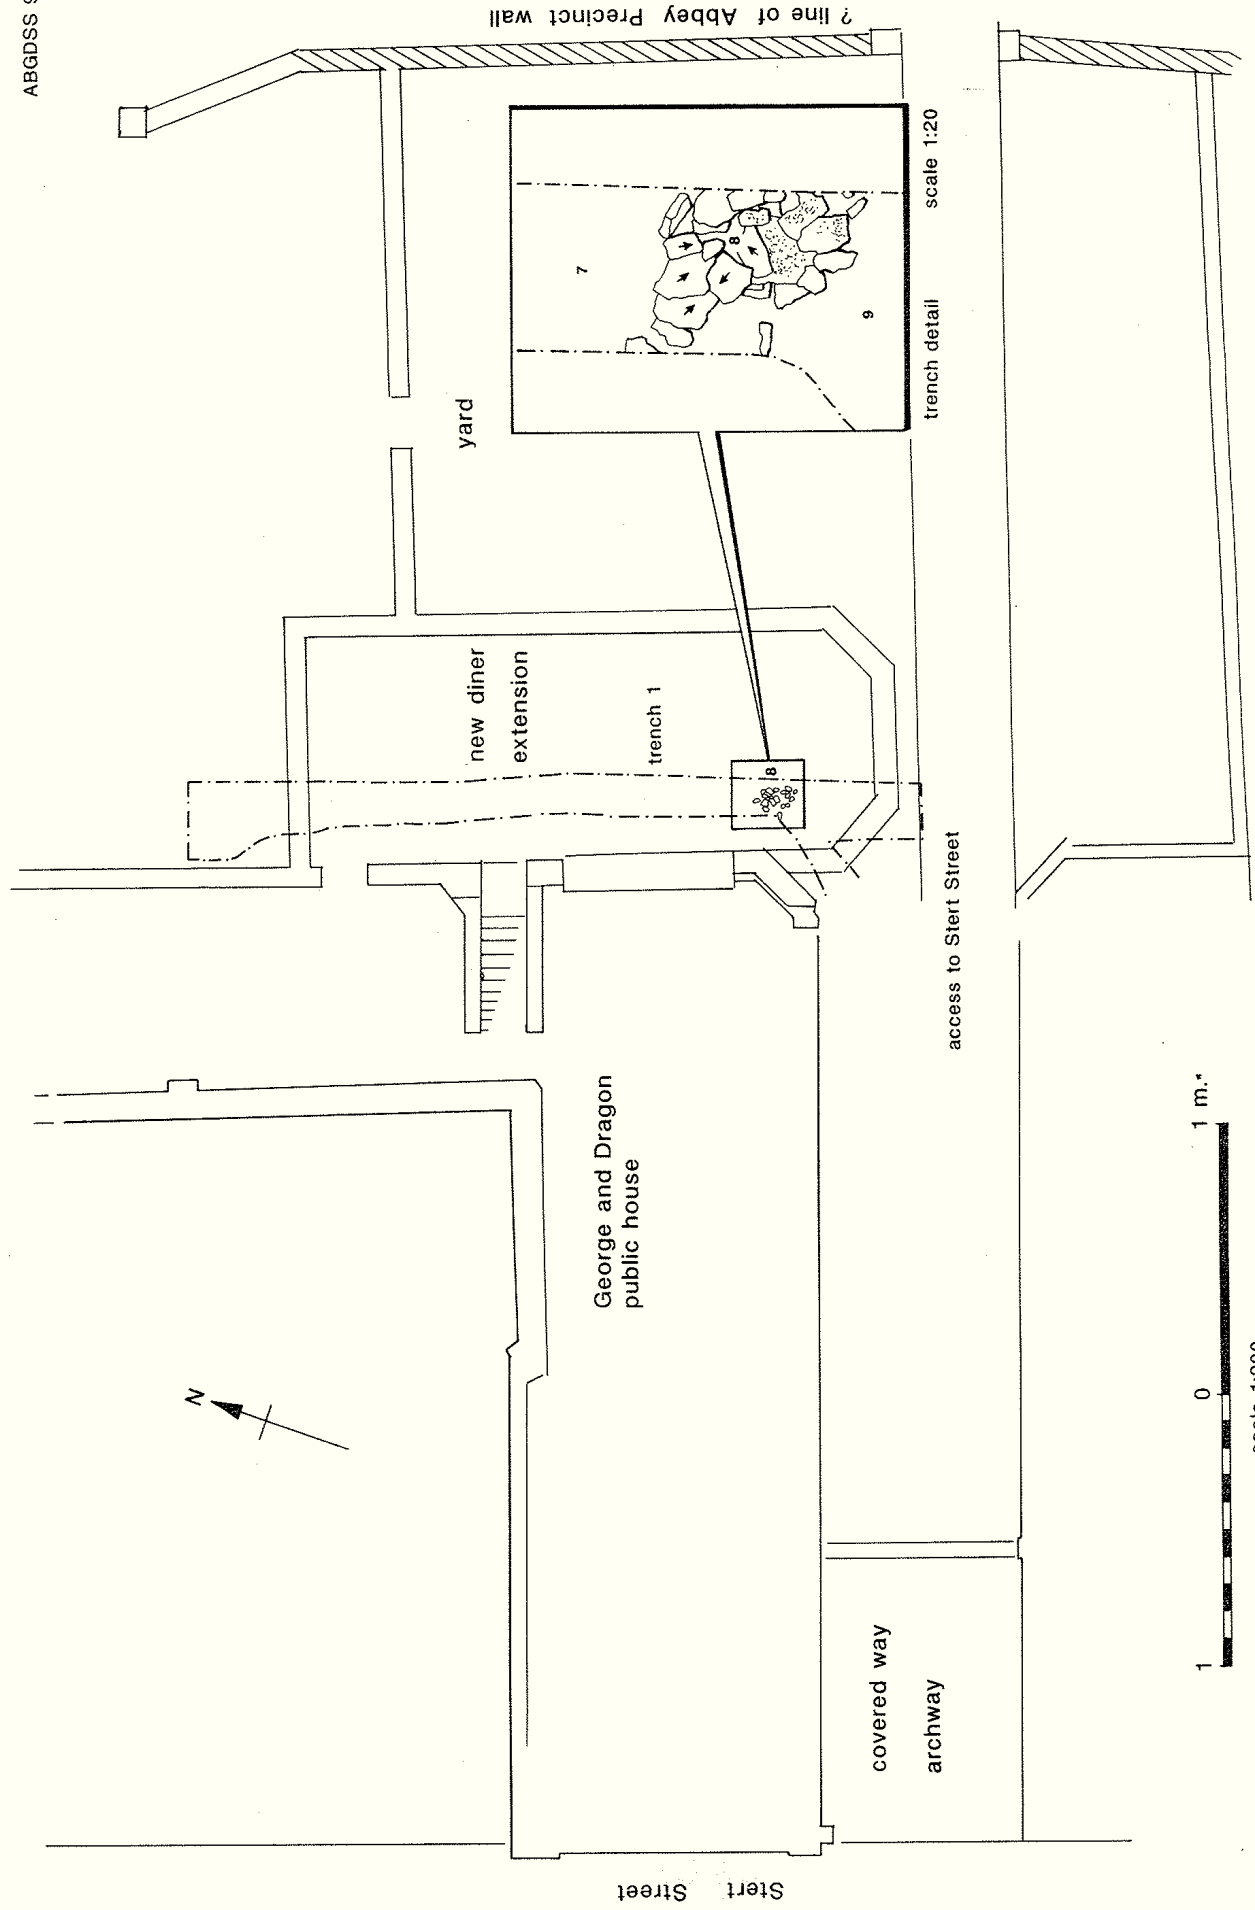 ABGDSS
? line of Abbey Precinct wall
7
8
9
trench detail
scale 1:20
yard
new diner
extension
trench 1
8
access to Stert Street
George and Dragon
public house
N
covered way
archway
Stert Street
1
0
1 m.*